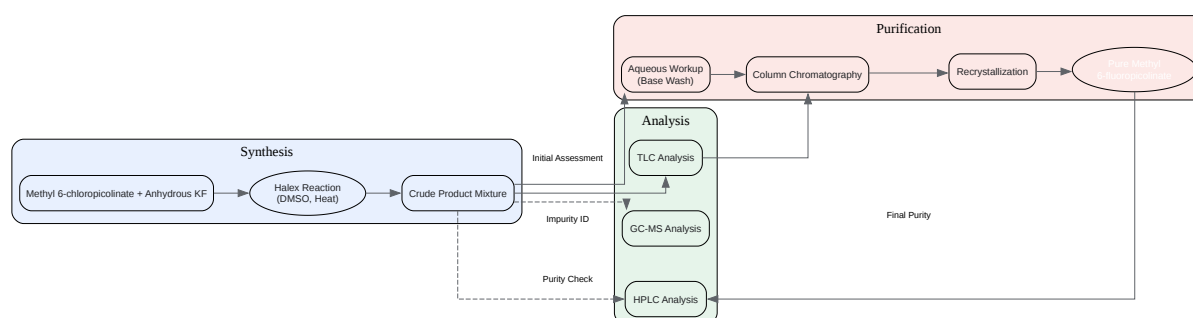 Purification
Aqueous Workup
(Base Wash)
Column Chromatography
Recrystallization
Pure Methyl
6-fluoropicolinate
Analysis
Synthesis
Initial Assessment
TLC Analysis
Methyl 6-chloropicolinate + Anhydrous KF
Halex Reaction
(DMSO, Heat)
Crude Product Mixture
Impurity ID
GC-MS Analysis
Final Purity
Purity Check
HPLC Analysis